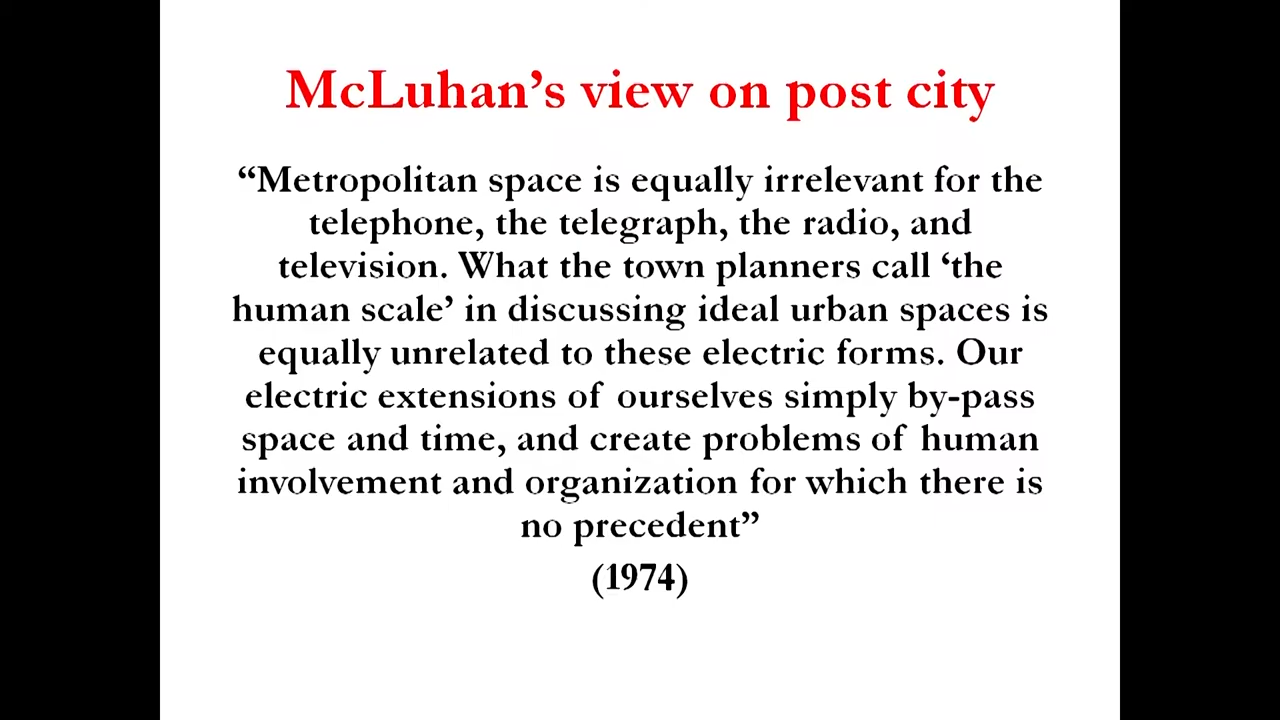 McLuhan’s view on post city
“Metropolitan space is equally irrelevant for the
telephone, the telegraph, the radio, and
television. What the town planners call ‘the
human scale’ in discussing ideal urban spaces is
equally unrelated to these electric forms. Our
electric extensions of ourselves simply by-pass
space and time, and create problems of human
involvement and organization for which there is
no precedent”
(1974)